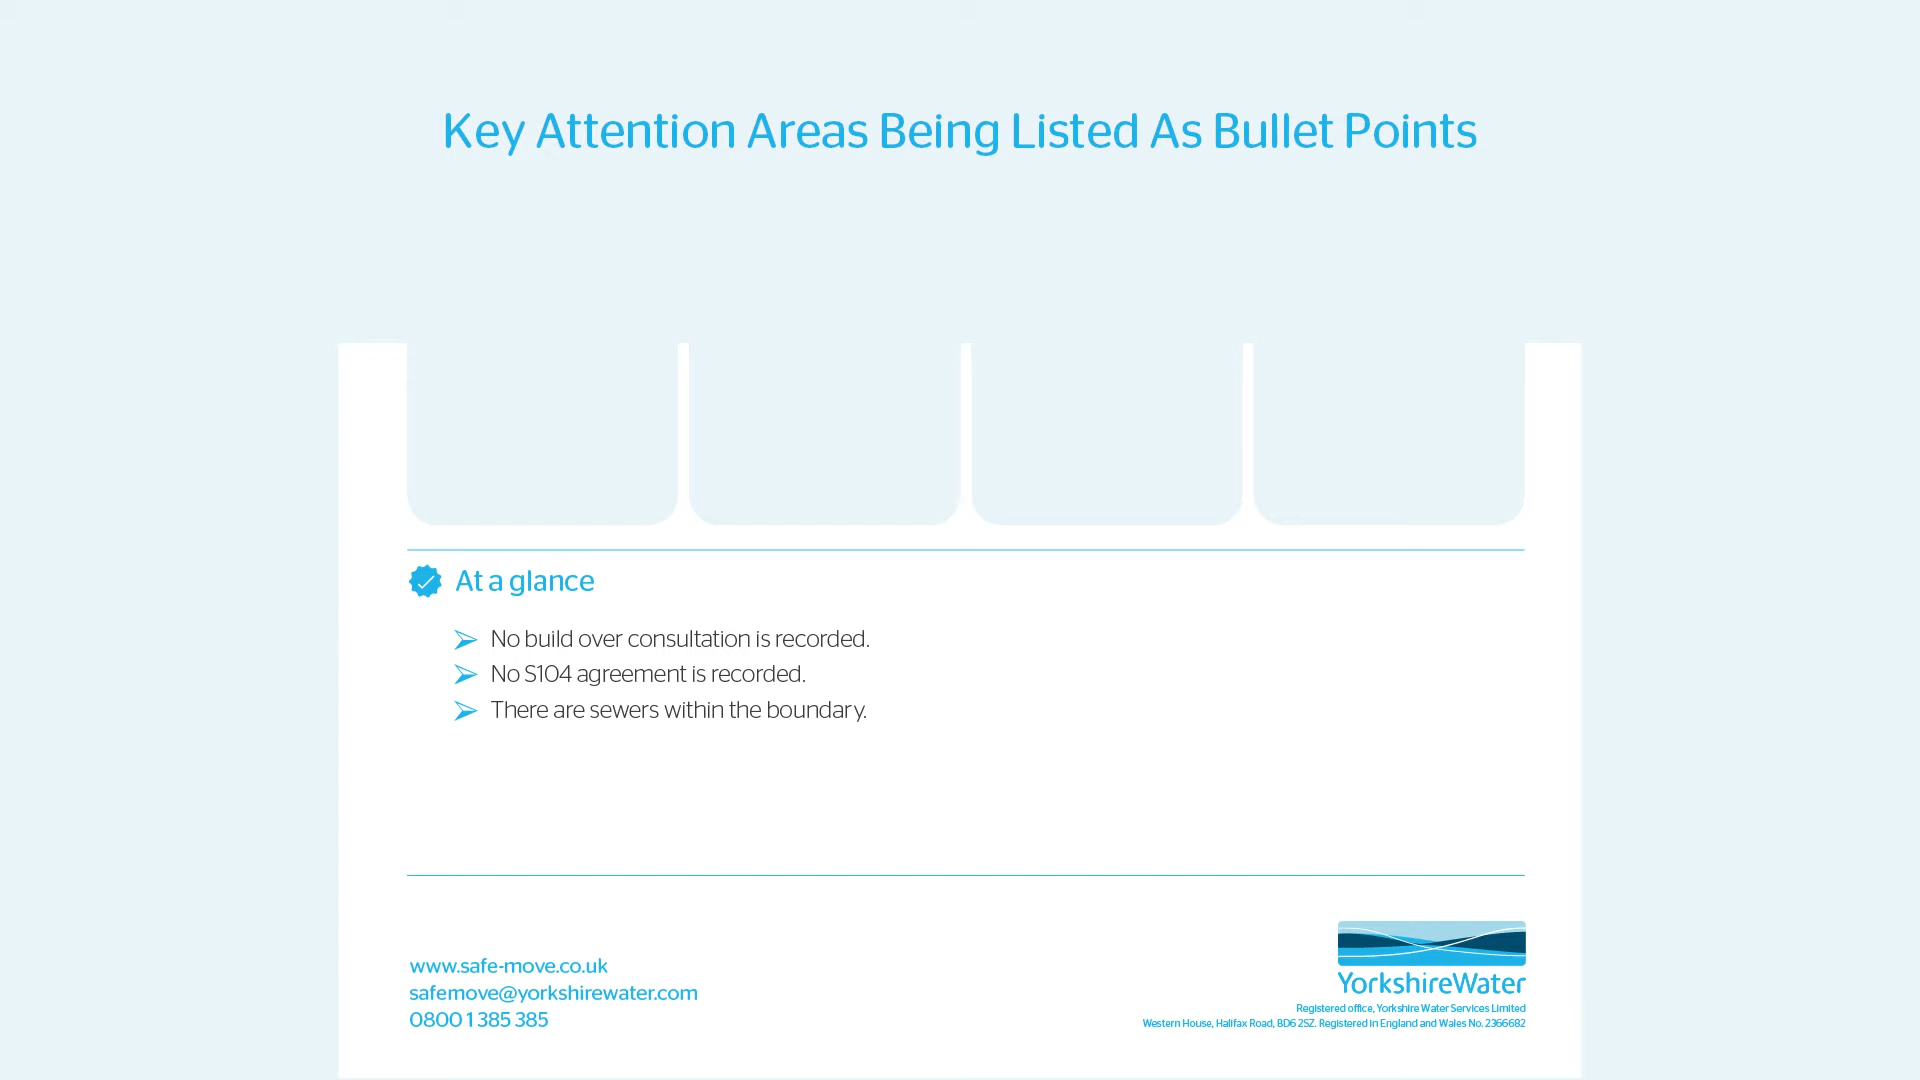 Key Attention Areas Being Listed As Bullet Points
At a glance
No build over consultation is recorded.
No S104 agreement is recorded.
There are sewers within the boundary.
www.safe-move.co.uk
safemove@yorkshirewater.com
0800 1 385 385
YorkshireWater
Registered office, Yorkshire Water Services Limited
Western House, Halifax Road, BD6 2SZ. Registered in England and Wales No. 2366682